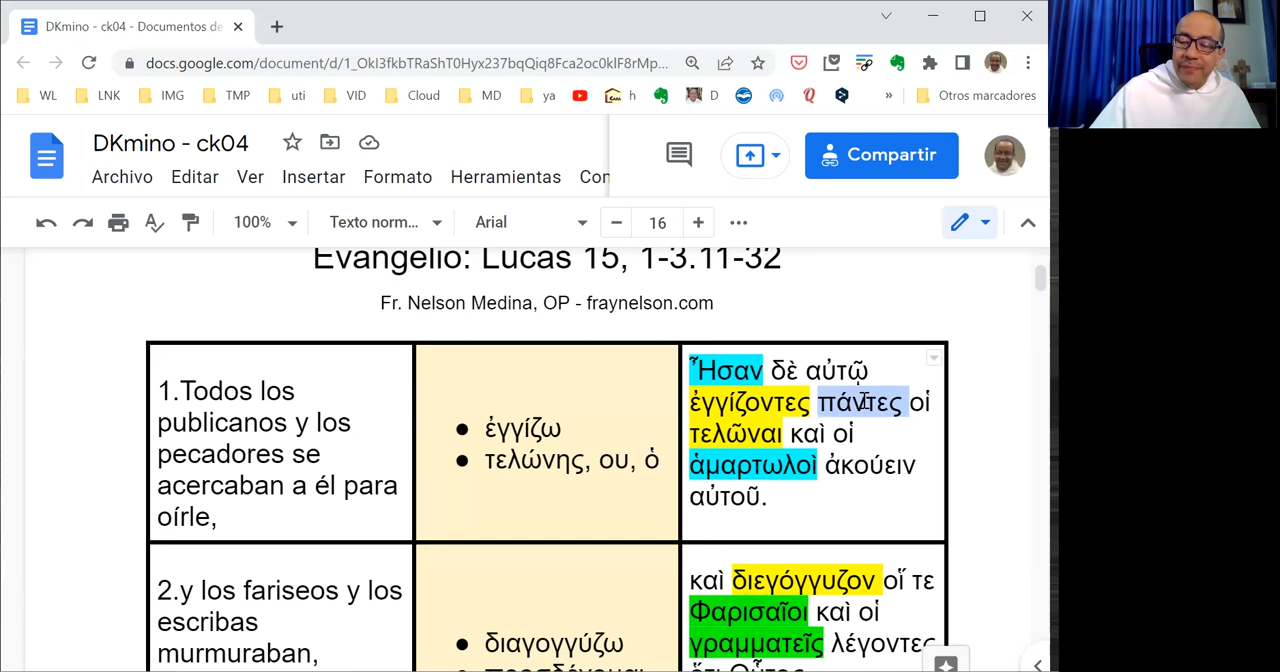 DKmino - ck04 - Documentos de
docs.google.com/document/d/1_OkI3fkbTRaShT0Hyx237bqQiq8Fca2oc0klF8rMp...
WL LNK IMG TMP uti VID Cloud MD ya h D » Otros marcadores
DKmino - ck04
Compartir
Archivo Editar Ver Insertar Formato Herramientas Con
100% Texto norm... Arial 16
Evangelio: Lucas 15, 1-3.11-32
Fr. Nelson Medina, OP - fraynelson.com
1.Todos los
publicanos y los
pecadores se
acercaban a él para
oírle,
● ἐγγίζω
● τελώνης, ου, ὁ
Ἦσαν δὲ αὐτῷ
ἐγγίζοντες πάντες οἱ
τελῶναι καὶ οἱ
ἁμαρτωλοὶ ἀκούειν
αὐτοῦ.
2.y los fariseos y los
escribas
murmuraban,
● διαγογγύζω
καὶ διεγόγγυζον οἵ τε
Φαρισαῖοι καὶ οἱ
γραμματεῖς λέγοντες